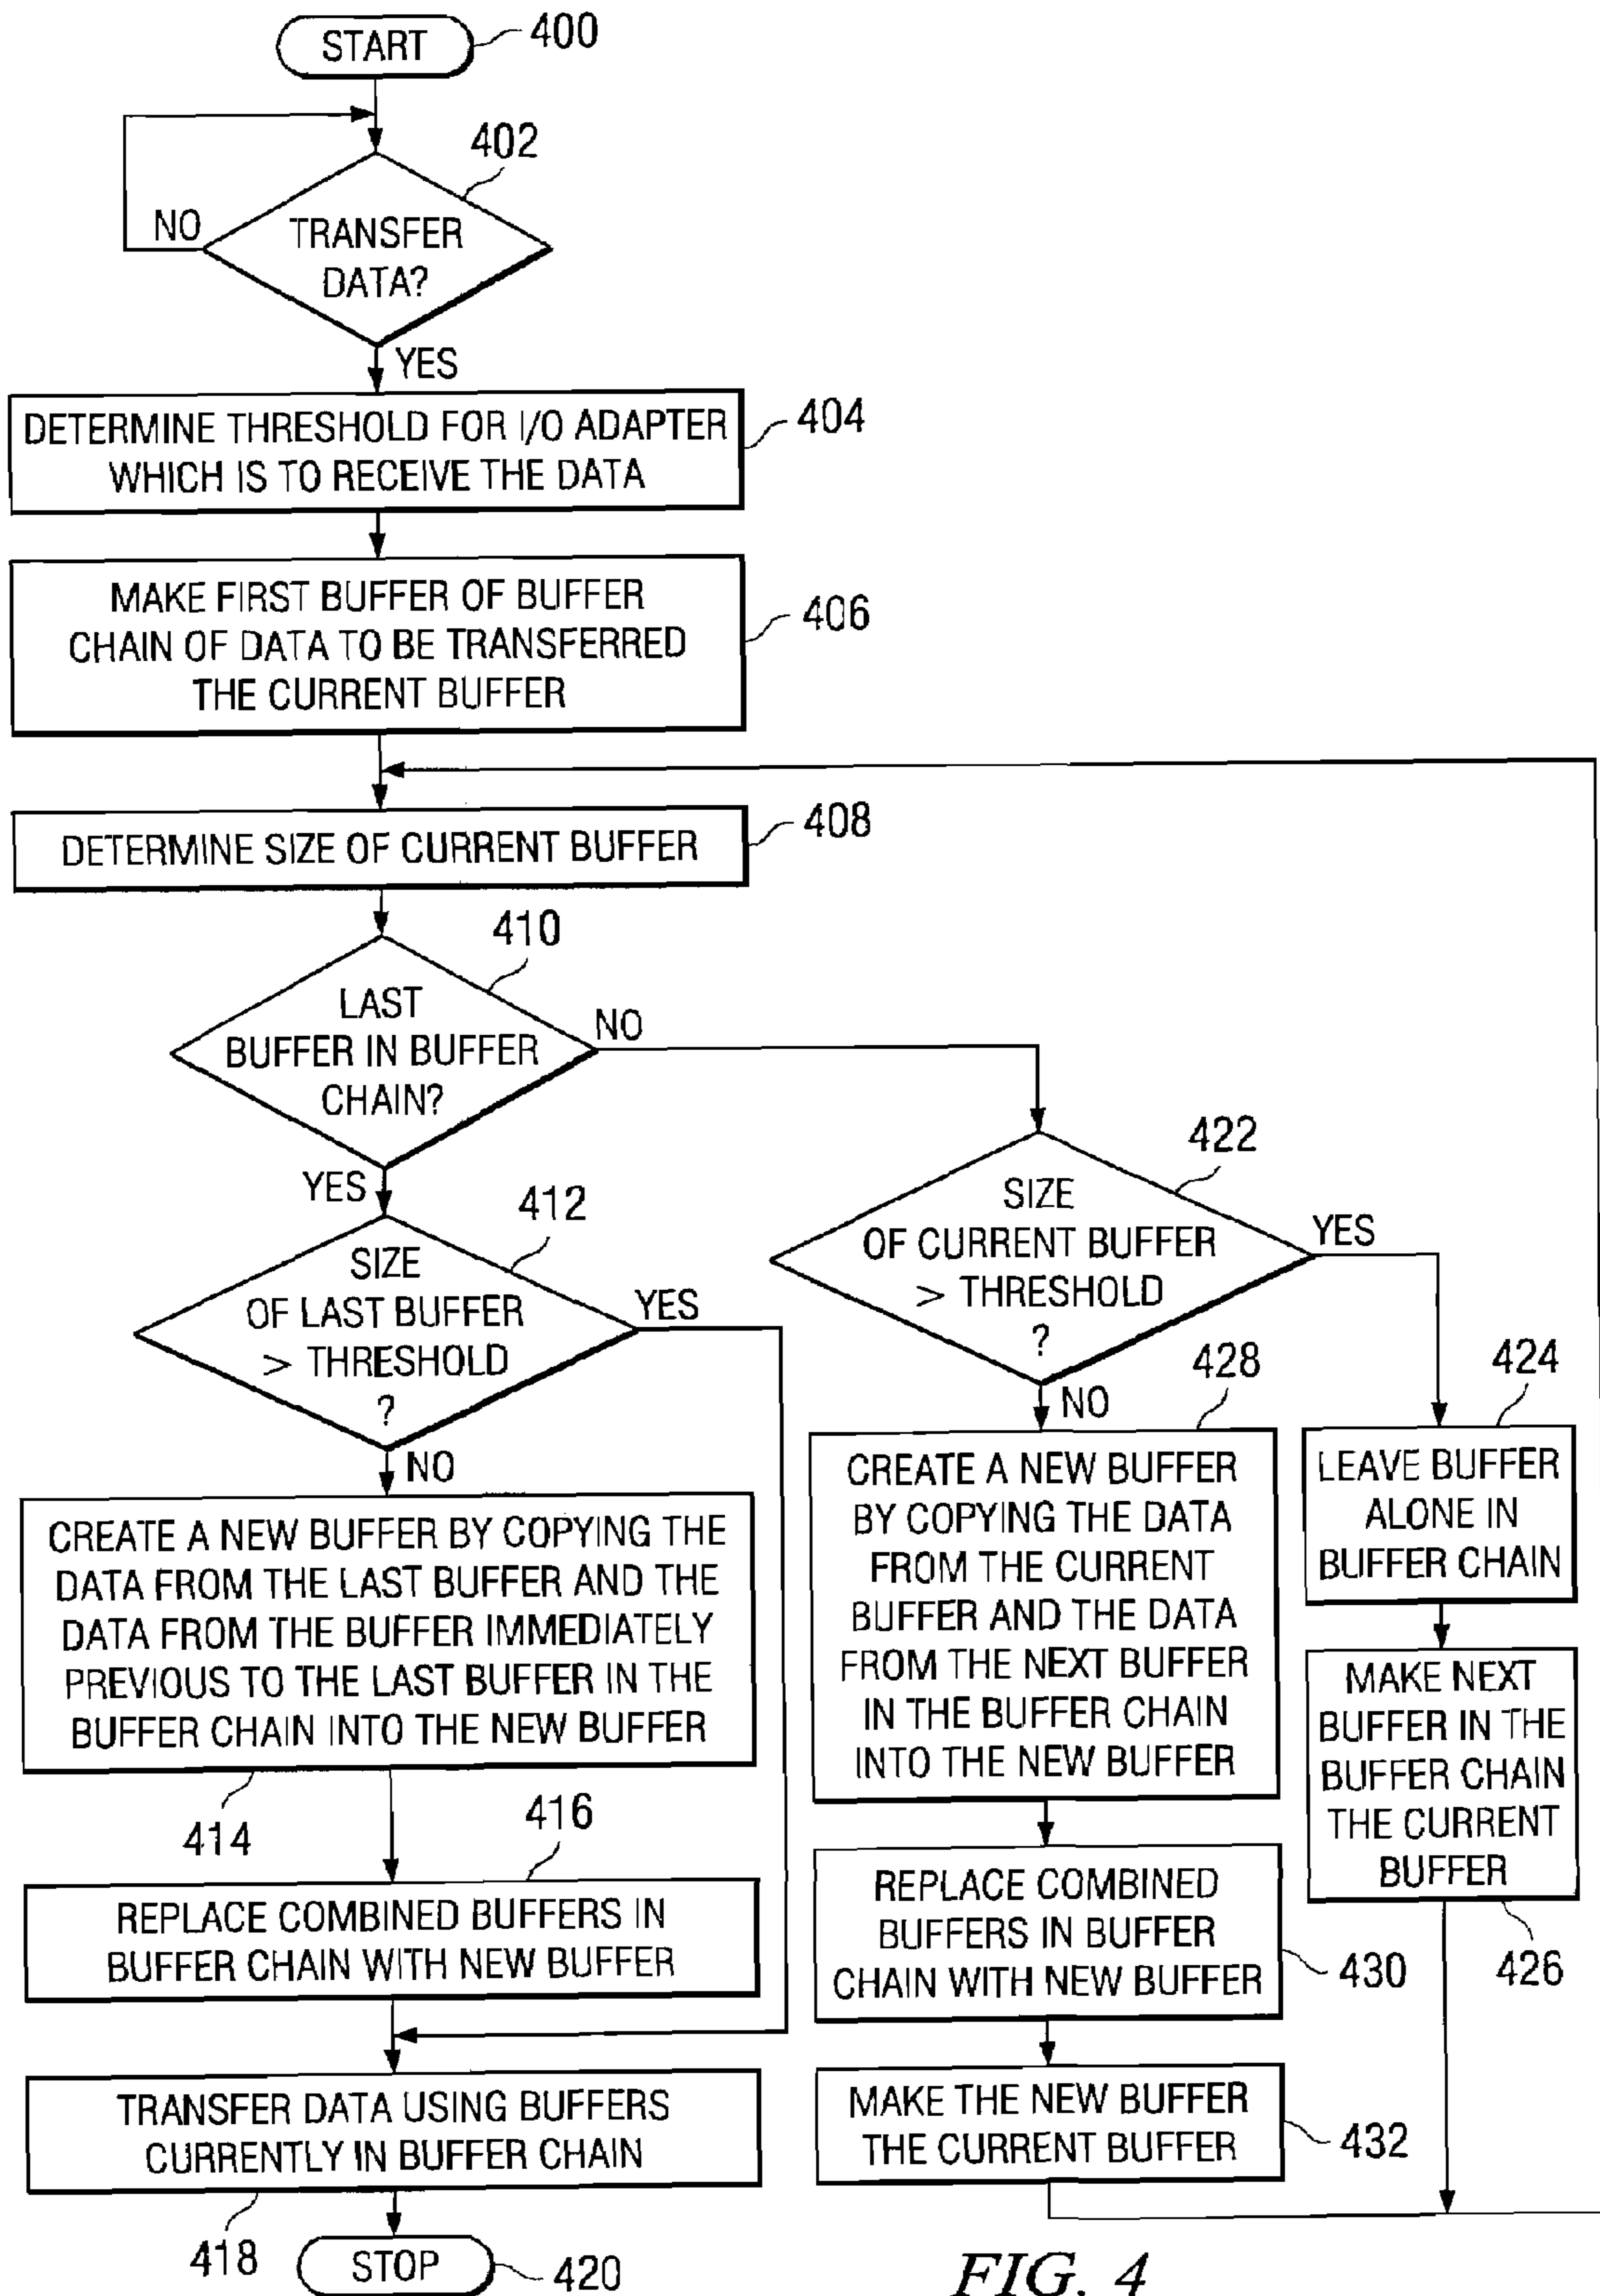 START
400
402
NO
TRANSFER
DATA?
YES
DETERMINE THRESHOLD FOR I/O ADAPTER
WHICH IS TO RECEIVE THE DATA
404
MAKE FIRST BUFFER OF BUFFER
CHAIN OF DATA TO BE TRANSFERRED
THE CURRENT BUFFER
406
DETERMINE SIZE OF CURRENT BUFFER
408
410
LAST
BUFFER IN BUFFER
CHAIN?
NO
YES
412
SIZE
OF LAST BUFFER
> THRESHOLD
?
YES
NO
422
SIZE
OF CURRENT BUFFER
> THRESHOLD
?
YES
NO
428
424
CREATE A NEW BUFFER BY COPYING THE
DATA FROM THE LAST BUFFER AND THE
DATA FROM THE BUFFER IMMEDIATELY
PREVIOUS TO THE LAST BUFFER IN THE
BUFFER CHAIN INTO THE NEW BUFFER
414
416
REPLACE COMBINED BUFFERS IN
BUFFER CHAIN WITH NEW BUFFER
TRANSFER DATA USING BUFFERS
CURRENTLY IN BUFFER CHAIN
418
STOP
420
CREATE A NEW BUFFER
BY COPYING THE DATA
FROM THE CURRENT
BUFFER AND THE DATA
FROM THE NEXT BUFFER
IN THE BUFFER CHAIN
INTO THE NEW BUFFER
REPLACE COMBINED
BUFFERS IN BUFFER
CHAIN WITH NEW BUFFER
430
MAKE THE NEW BUFFER
THE CURRENT BUFFER
432
LEAVE BUFFER
ALONE IN
BUFFER CHAIN
MAKE NEXT
BUFFER IN THE
BUFFER CHAIN
THE CURRENT
BUFFER
426
FIG. 4